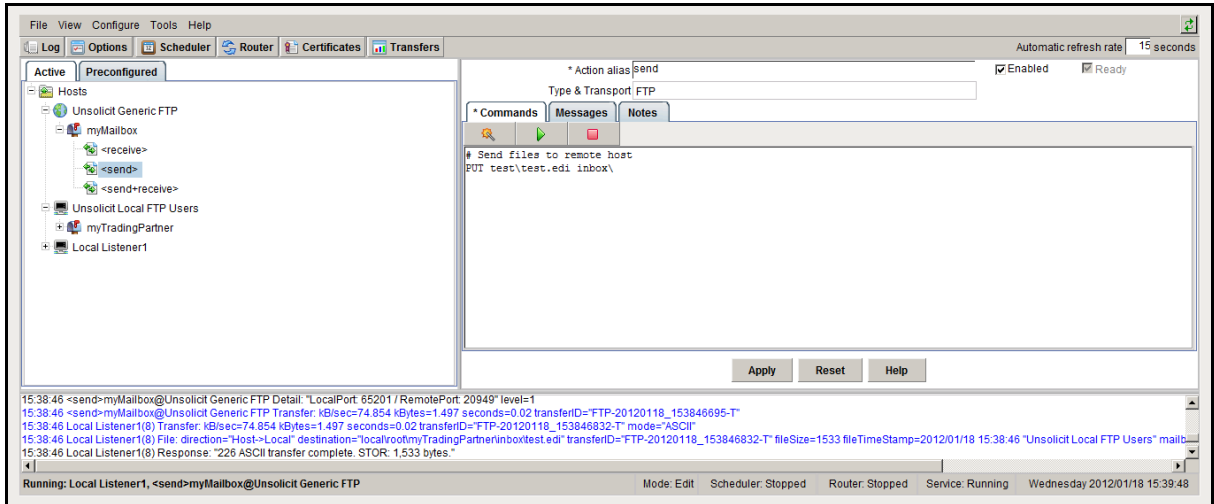 File View Configure Tools Help
Log Options Scheduler Router Certificates Transfers Automatic refresh rate 15 seconds
Active Preconfigured
Hosts
Unsolicit Generic FTP
myMailbox
<receive>
<send>
<send+receive>
Unsolicit Local FTP Users
myTradingPartner
Local Listener1
* Action alias send Enabled Ready
Type & Transport FTP
* Commands Messages Notes
# Send files to remote host
PUT test\test.edi inbox\
Apply Reset Help
15:38:46 <send>myMailbox@Unsolicit Generic FTP Detail: "LocalPort: 65201 / RemotePort: 20949" level=1
15:38:46 <send>myMailbox@Unsolicit Generic FTP Transfer: kB/sec=74.854 kBytes=1.497 seconds=0.02 transferID="FTP-20120118_153846695-T"
15:38:46 Local Listener1(8) Transfer: kB/sec=74.854 kBytes=1.497 seconds=0.02 transferID="FTP-20120118_153846832-T" mode="ASCII"
15:38:46 Local Listener1(8) File: direction="Host->Local" destination="local\root\myTradingPartner\inbox\test.edi" transferID="FTP-20120118_153846832-T" fileSize=1533 fileTimeStamp=2012/01/18 15:38:46 "Unsolicit Local FTP Users" mailb
15:38:46 Local Listener1(8) Response: "226 ASCII transfer complete. STOR: 1,533 bytes."
Running: Local Listener1, <send>myMailbox@Unsolicit Generic FTP Mode: Edit Scheduler: Stopped Router: Stopped Service: Running Wednesday 2012/01/18 15:39:48